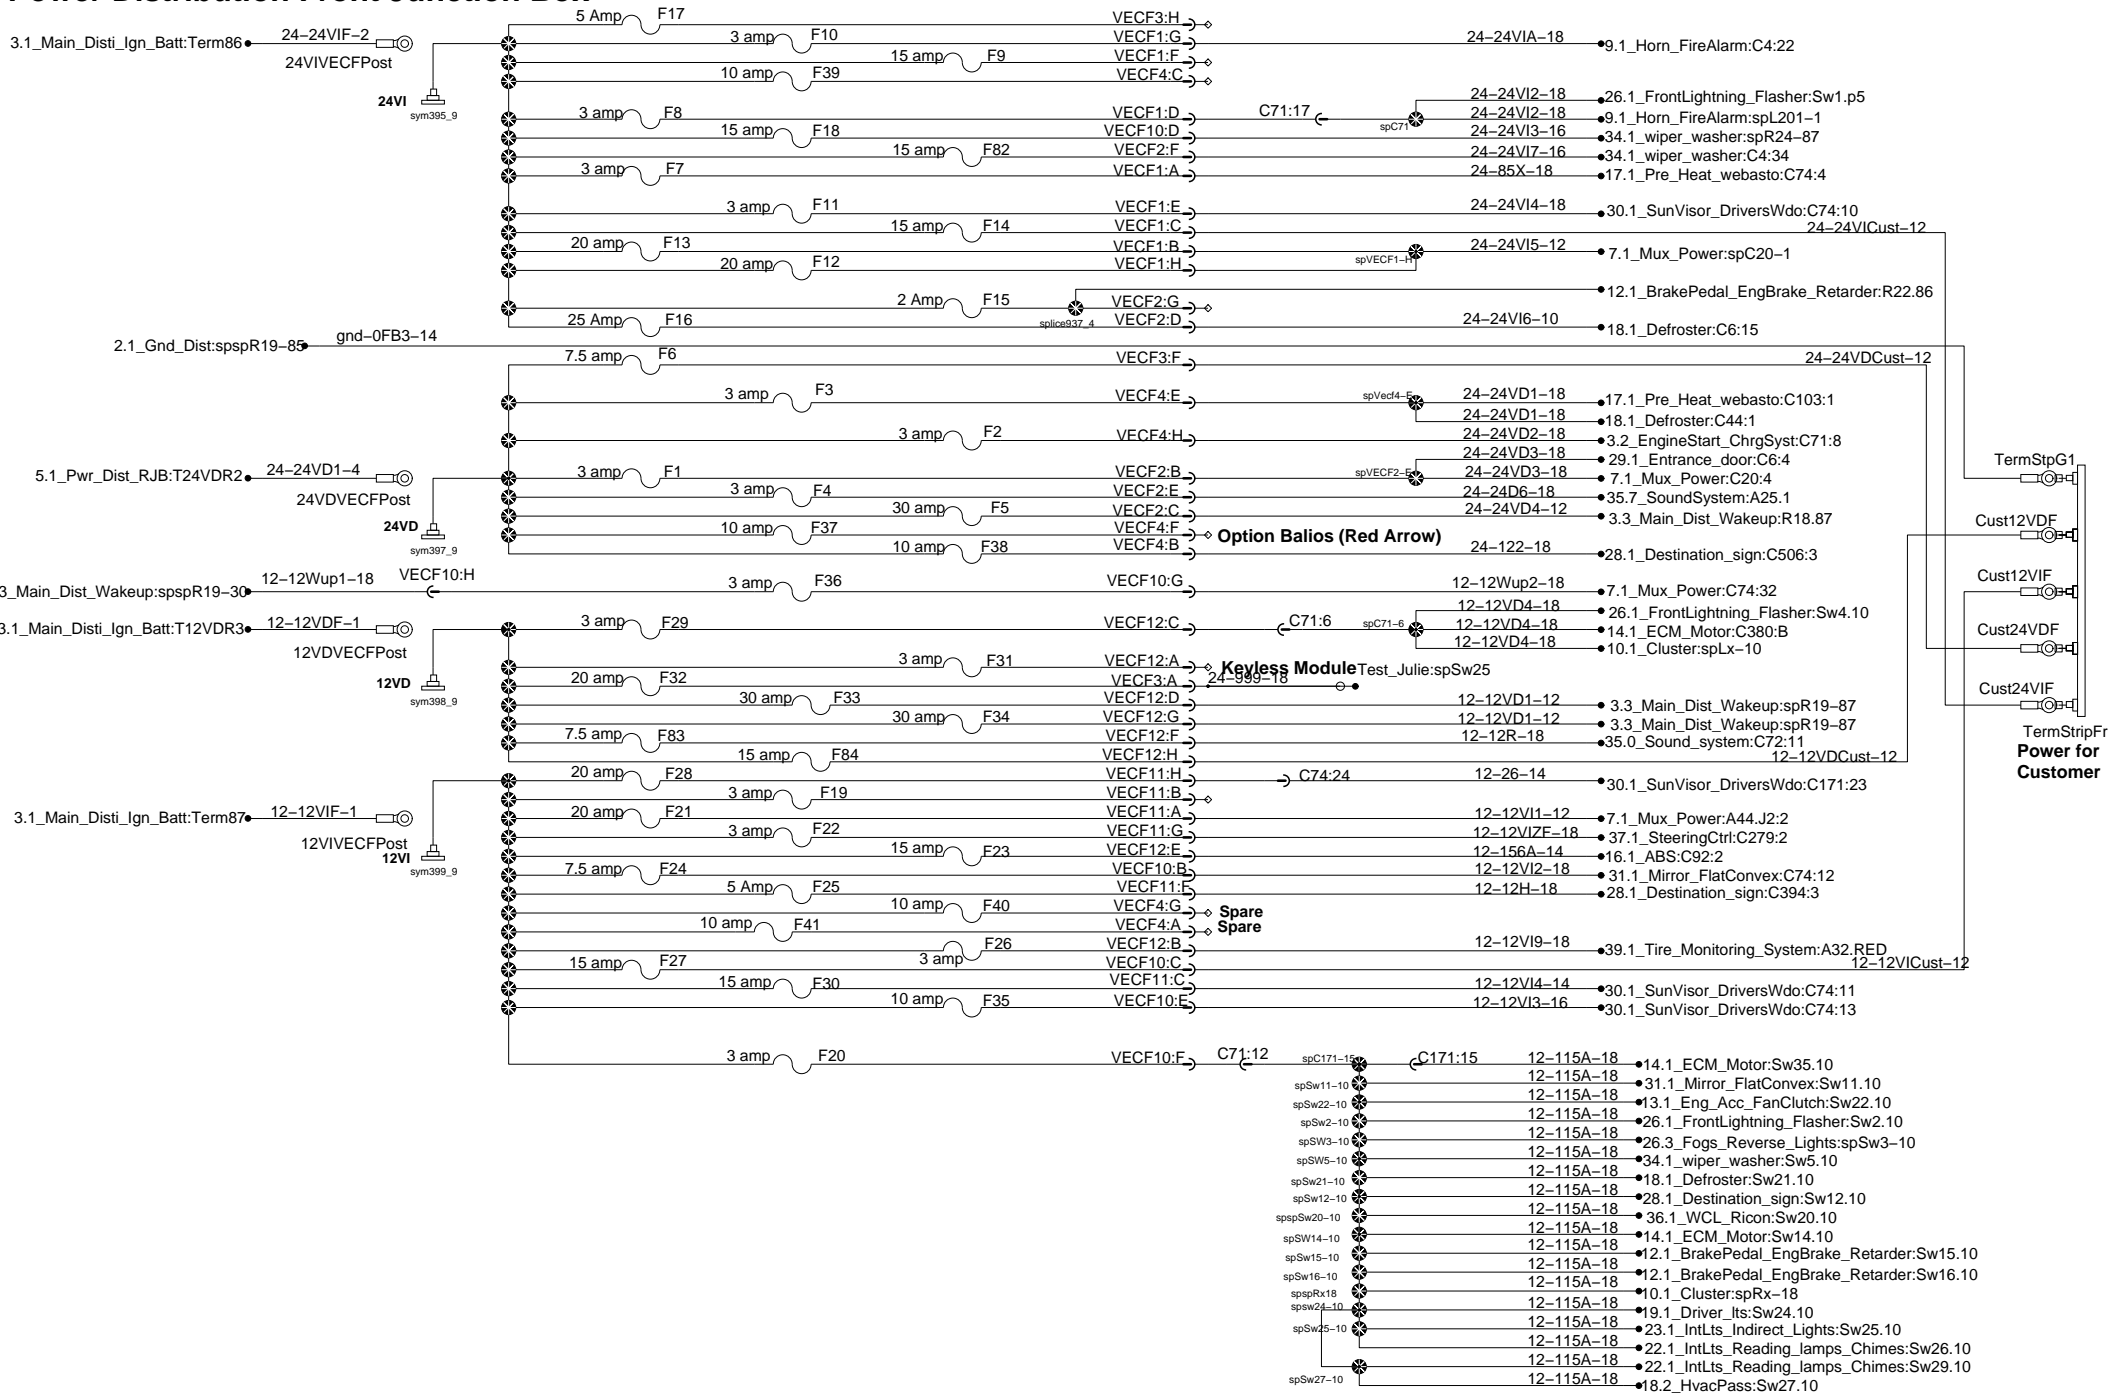 5 Amp F17 VECF3:H
3.1_Main_Disti_Ign_Batt:Term86 24−24VIF−2 3 amp F10 VECF1:G 24−24VIA−18 9.1_Horn_FireAlarm:C4:22
24VIVECFPost 15 amp F9 VECF1:F
10 amp F39 VECF4:C
24VI
sym395_9
24−24VI2−18 26.1_FrontLightning_Flasher:Sw1.p5
3 amp F8 VECF1:D C71:17 spC71 24−24VI2−18 9.1_Horn_FireAlarm:spL201−1
15 amp F18 VECF10:D 24−24VI3−16 34.1_wiper_washer:spR24−87
15 amp F82 VECF2:F 24−24VI7−16 34.1_wiper_washer:C4:34
3 amp F7 VECF1:A 24−85X−18 17.1_Pre_Heat_webasto:C74:4
3 amp F11 VECF1:E 24−24VI4−18 30.1_SunVisor_DriversWdo:C74:10
15 amp F14 VECF1:C 24−24VICust−12
20 amp F13 VECF1:B 24−24VI5−12 7.1_Mux_Power:spC20−1
20 amp F12 VECF1:H spVECF1−H
12.1_BrakePedal_EngBrake_Retarder:R22.86
2 Amp F15 splice937_4 VECF2:G
25 Amp F16 VECF2:D 24−24VI6−10 18.1_Defroster:C6:15
2.1_Gnd_Dist:spspR19−85 gnd−0FB3−14
7.5 amp F6 VECF3:F 24−24VDCust−12
3 amp F3 VECF4:E spVecf4−E 24−24VD1−18 17.1_Pre_Heat_webasto:C103:1
24−24VD1−18 18.1_Defroster:C44:1
3 amp F2 VECF4:H 24−24VD2−18 3.2_EngineStart_ChrgSyst:C71:8
24−24VD3−18 29.1_Entrance_door:C6:4
TermStpG1
5.1_Pwr_Dist_RJB:T24VDR2 24−24VD1−4 3 amp F1 VECF2:B spVECF2−E 24−24VD3−18 7.1_Mux_Power:C20:4
24VDVECFPost 3 amp F4 VECF2:E 24−24D6−18 35.7_SoundSystem:A25.1
30 amp F5 VECF2:C 24−24VD4−12 3.3_Main_Dist_Wakeup:R18.87
24VD
sym397_9
10 amp F37 VECF4:F Option Balios (Red Arrow) Cust12VDF
10 amp F38 VECF4:B 24−122−18 28.1_Destination_sign:C506:3
3_Main_Dist_Wakeup:spspR19−30 12−12Wup1−18 VECF10:H 3 amp F36 VECF10:G 12−12Wup2−18 7.1_Mux_Power:C74:32 Cust12VIF
12−12VD4−18 26.1_FrontLightning_Flasher:Sw4.10
3.1_Main_Disti_Ign_Batt:T12VDR3 12−12VDF−1 3 amp F29 VECF12:C C71:6 spC71−6 12−12VD4−18 14.1_ECM_Motor:C380:B Cust24VDF
12VDVECFPost 12−12VD4−18 10.1_Cluster:spLx−10
3 amp F31 VECF12:A Keyless Module Test_Julie:spSw25
12VD
sym398_9
20 amp F32 VECF3:A 24−999−18 Cust24VIF
30 amp F33 VECF12:D 12−12VD1−12 3.3_Main_Dist_Wakeup:spR19−87
30 amp F34 VECF12:G 12−12VD1−12 3.3_Main_Dist_Wakeup:spR19−87
7.5 amp F83 VECF12:F 12−12R−18 35.0_Sound_system:C72:11
TermStripFr
Power for
Customer
15 amp F84 VECF12:H 12−12VDCust−12
20 amp F28 VECF11:H C74:24 12−26−14 30.1_SunVisor_DriversWdo:C171:23
3 amp F19 VECF11:B
3.1_Main_Disti_Ign_Batt:Term87 12−12VIF−1 20 amp F21 VECF11:A 12−12VI1−12 7.1_Mux_Power:A44.J2:2
12VIVECFPost 3 amp F22 VECF11:G 12−12VIZF−18 37.1_SteeringCtrl:C279:2
12VI
sym399_9
15 amp F23 VECF12:E 12−156A−14 16.1_ABS:C92:2
7.5 amp F24 VECF10:B 12−12VI2−18 31.1_Mirror_FlatConvex:C74:12
5 Amp F25 VECF11:F 12−12H−18 28.1_Destination_sign:C394:3
10 amp F40 VECF4:G Spare
10 amp F41 VECF4:A Spare
3 amp F26 VECF12:B 12−12VI9−18 39.1_Tire_Monitoring_System:A32.RED
15 amp F27 VECF10:C 12−12VICust−12
15 amp F30 VECF11:C 12−12VI4−14 30.1_SunVisor_DriversWdo:C74:11
10 amp F35 VECF10:E 12−12VI3−16 30.1_SunVisor_DriversWdo:C74:13
3 amp F20 VECF10:F C71:12 spC171−15 C171:15 12−115A−18 14.1_ECM_Motor:Sw35.10
spSw11−10 12−115A−18 31.1_Mirror_FlatConvex:Sw11.10
spSw22−10 12−115A−18 13.1_Eng_Acc_FanClutch:Sw22.10
spSw2−10 12−115A−18 26.1_FrontLightning_Flasher:Sw2.10
spSW3−10 12−115A−18 26.3_Fogs_Reverse_Lights:spSw3−10
spSW5−10 12−115A−18 34.1_wiper_washer:Sw5.10
spSw21−10 12−115A−18 18.1_Defroster:Sw21.10
spSw12−10 12−115A−18 28.1_Destination_sign:Sw12.10
spspSw20−10 12−115A−18 36.1_WCL_Ricon:Sw20.10
spSW14−10 12−115A−18 14.1_ECM_Motor:Sw14.10
spSw15−10 12−115A−18 12.1_BrakePedal_EngBrake_Retarder:Sw15.10
spSw16−10 12−115A−18 12.1_BrakePedal_EngBrake_Retarder:Sw16.10
spspRx18 12−115A−18 10.1_Cluster:spRx−18
spsw24−10 12−115A−18 19.1_Driver_lts:Sw24.10
spSw25−10 12−115A−18 23.1_IntLts_Indirect_Lights:Sw25.10
12−115A−18 22.1_IntLts_Reading_lamps_Chimes:Sw26.10
12−115A−18 22.1_IntLts_Reading_lamps_Chimes:Sw29.10
spSw27−10 12−115A−18 18.2_HvacPass:Sw27.10